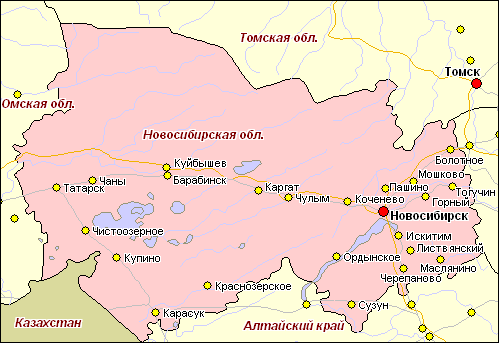 Томская обл.
Томск
Омская обл.
Новосибирская обл.
Болотное
Куйбышев
Мошково
Чаны
Барабинск
Татарск
Каргат
Пашино
Тогучин
Чулым
Коченево
Горный
Новосибирск
Чистоозерное
Искитим
Листвянский
Купино
Ордынское
Маслянино
Черепаново
Краснозерское
Карасук
Сузун
Казахстан
Алтайский край